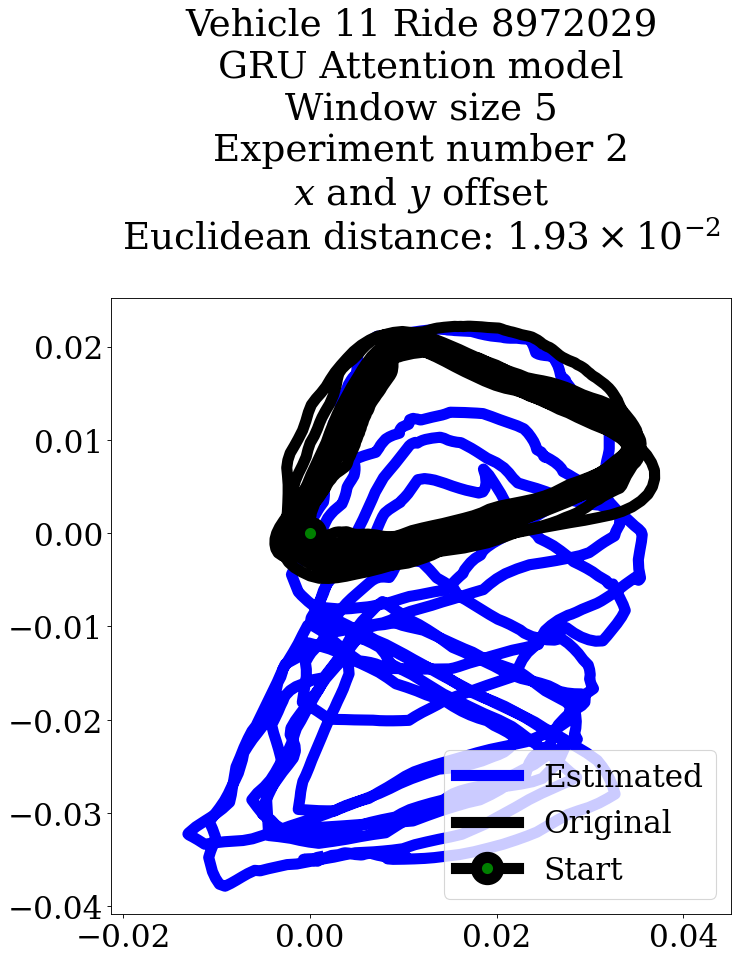 Vehicle 11 Ride 8972029
GRU Attention model
Window size 5
Experiment number 2
x and y offset
Euclidean distance: 1.93 × 10⁻²
0.02
0.01
0.00
−0.01
−0.02
−0.03
−0.04
Estimated
Original
Start
−0.02 0.00 0.02 0.04